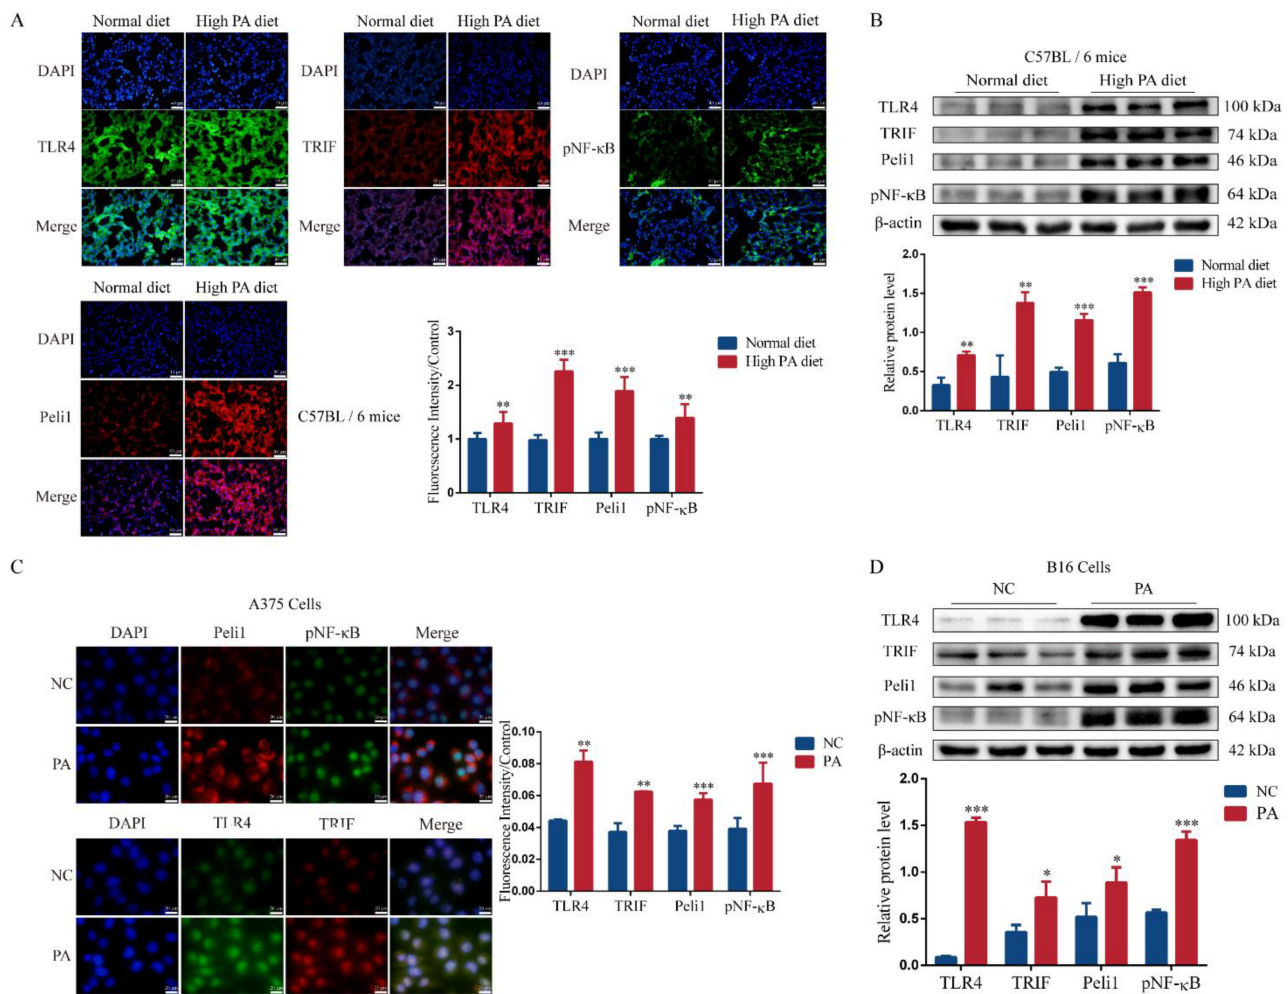 A
Normal diet High PA diet
DAPI
TLR4
Merge
Normal diet High PA diet
DAPI
TRIF
Merge
Normal diet High PA diet
DAPI
pNF-κB
Merge
Normal diet High PA diet
DAPI
Peli1
Merge
C57BL / 6 mice
Fluorescence Intensity/Control
3
2
1
0
TLR4 TRIF Peli1 pNF-κB
** *** *** **
Normal diet
High PA diet
B
C57BL / 6 mice
Normal diet High PA diet
TLR4 100 kDa
TRIF 74 kDa
Peli1 46 kDa
pNF-κB 64 kDa
β-actin 42 kDa
Relative protein level
2.0
1.5
1.0
0.5
0.0
** ** *** ***
TLR4 TRIF Peli1 pNF-κB
Normal diet
High PA diet
C
A375 Cells
DAPI Peli1 pNF-κB Merge
NC
PA
DAPI TLR4 TRIF Merge
NC
PA
Fluorescence Intensity/Control
0.10
0.08
0.06
0.04
0.02
0.00
** ** *** ***
TLR4 TRIF Peli1 pNF-κB
NC
PA
D
B16 Cells
NC PA
TLR4 100 kDa
TRIF 74 kDa
Peli1 46 kDa
pNF-κB 64 kDa
β-actin 42 kDa
Relative protein level
2.0
1.5
1.0
0.5
0.0
*** * * ***
TLR4 TRIF Peli1 pNF-κB
NC
PA